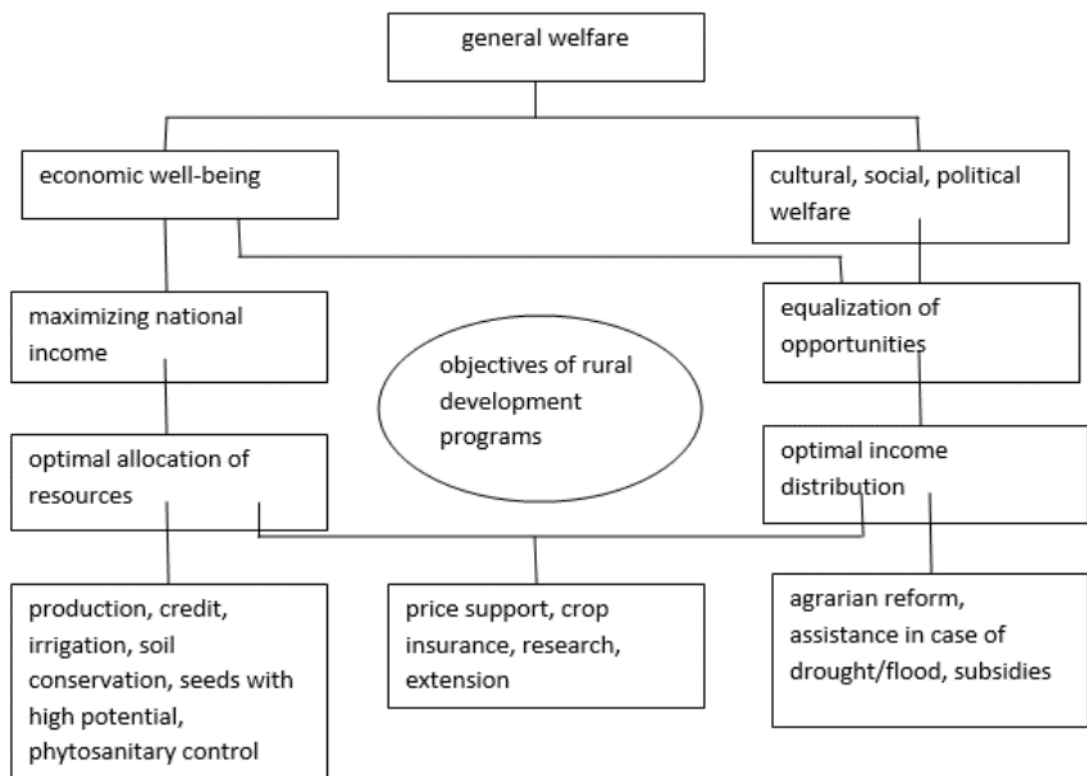 general welfare
economic well-being
cultural, social, political
welfare
maximizing national
income
objectives of rural
development
programs
equalization of
opportunities
optimal allocation of
resources
optimal income
distribution
production, credit,
irrigation, soil
conservation, seeds with
high potential,
phytosanitary control
price support, crop
insurance, research,
extension
agrarian reform,
assistance in case of
drought/flood, subsidies